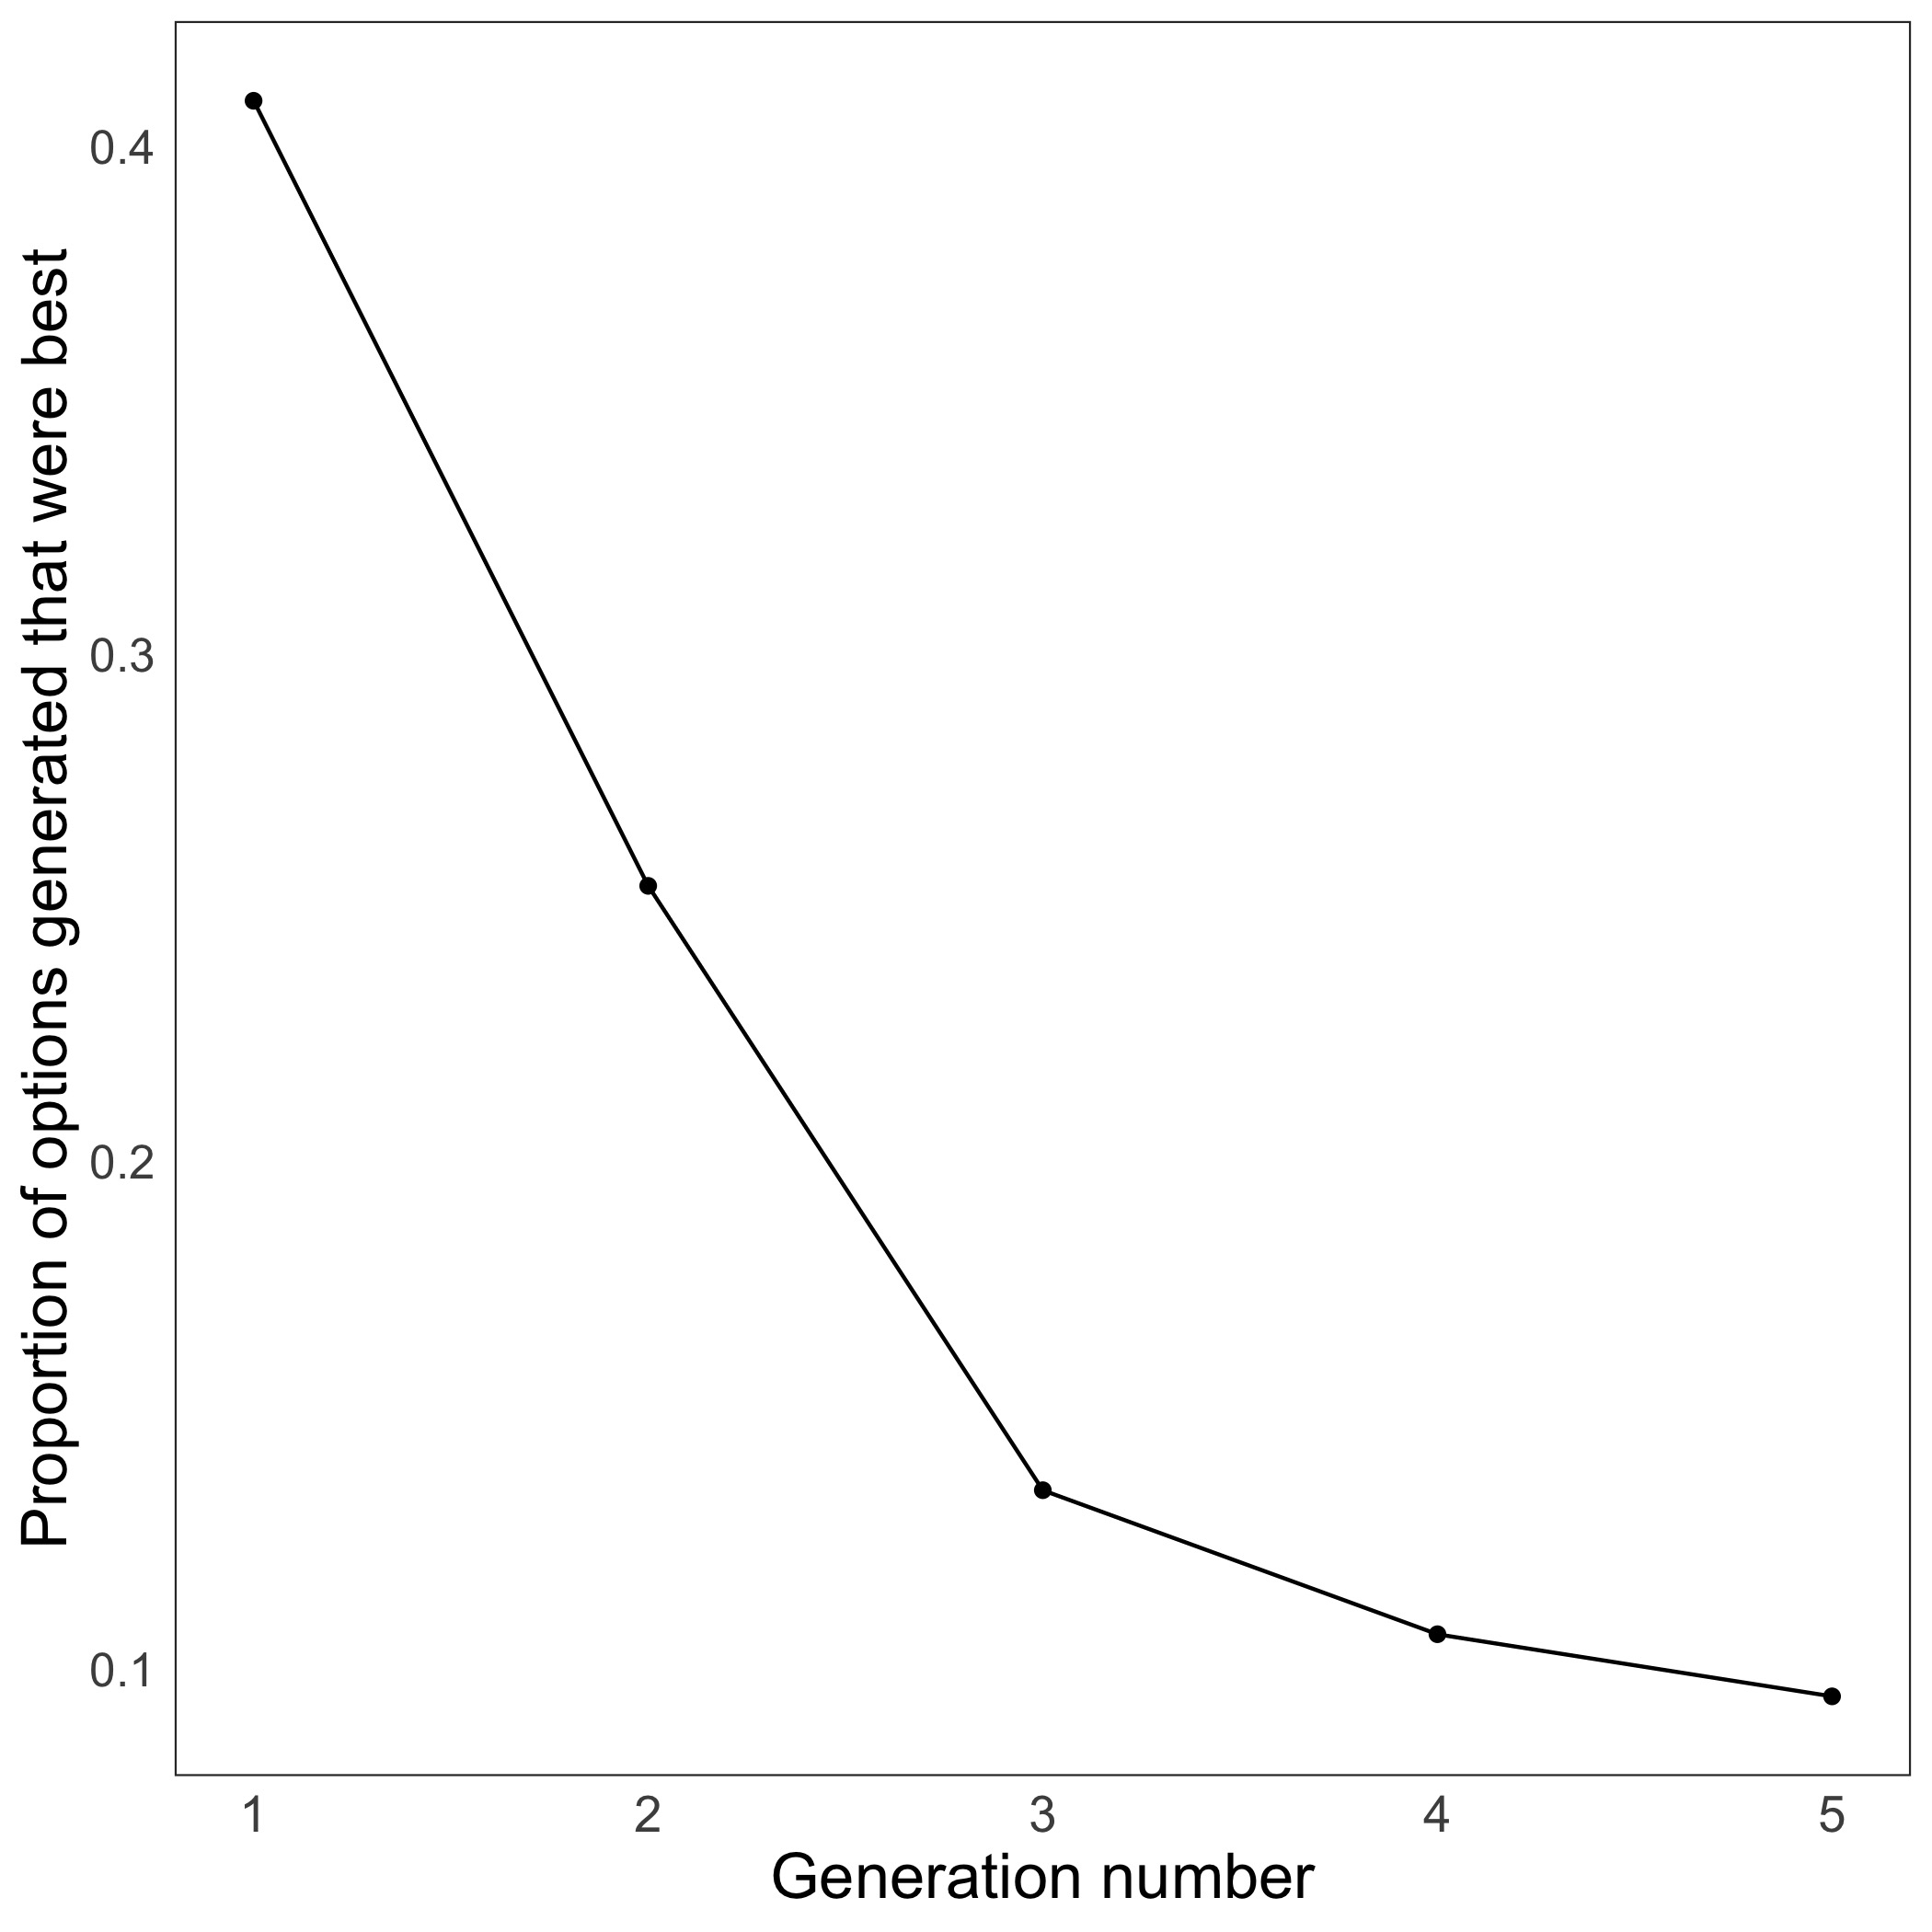 Proportion of options generated that were best
0.4
0.3
0.2
0.1
1 2 3 4 5
Generation number